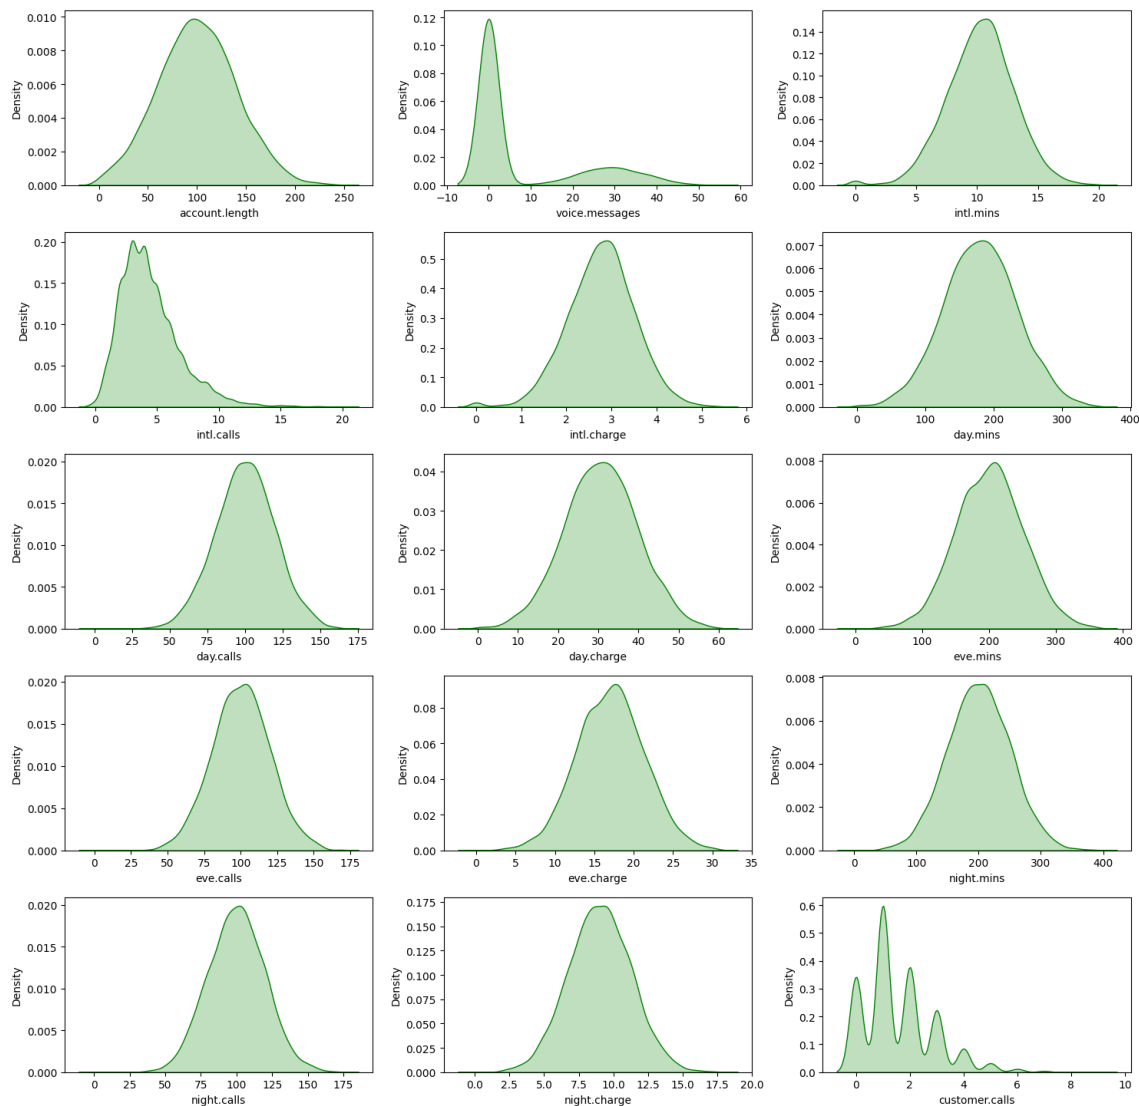 0.010
0.008
0.006
0.004
0.002
0.000
Density
0 50 100 150 200 250
account.length
0.12
0.10
0.08
0.06
0.04
0.02
0.00
Density
−10 0 10 20 30 40 50 60
voice.messages
0.14
0.12
0.10
0.08
0.06
0.04
0.02
0.00
Density
0 5 10 15 20
intl.mins
0.20
0.15
0.10
0.05
0.00
Density
0 5 10 15 20
intl.calls
0.5
0.4
0.3
0.2
0.1
0.0
Density
0 1 2 3 4 5 6
intl.charge
0.007
0.006
0.005
0.004
0.003
0.002
0.001
0.000
Density
0 100 200 300 400
day.mins
0.020
0.015
0.010
0.005
0.000
Density
0 25 50 75 100 125 150 175
day.calls
0.04
0.03
0.02
0.01
0.00
Density
0 10 20 30 40 50 60
day.charge
0.008
0.006
0.004
0.002
0.000
Density
0 100 200 300 400
eve.mins
0.020
0.015
0.010
0.005
0.000
Density
0 25 50 75 100 125 150 175
eve.calls
0.08
0.06
0.04
0.02
0.00
Density
0 5 10 15 20 25 30 35
eve.charge
0.008
0.006
0.004
0.002
0.000
Density
0 100 200 300 400
night.mins
0.020
0.015
0.010
0.005
0.000
Density
0 25 50 75 100 125 150 175
night.calls
0.175
0.150
0.125
0.100
0.075
0.050
0.025
0.000
Density
0.0 2.5 5.0 7.5 10.0 12.5 15.0 17.5 20.0
night.charge
0.6
0.5
0.4
0.3
0.2
0.1
0.0
Density
0 2 4 6 8 10
customer.calls